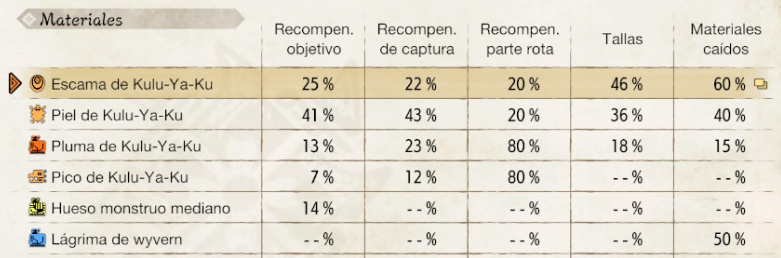 Materiales
Recompen. objetivo Recompen. de captura Recompen. parte rota Tallas Materiales caídos
Escama de Kulu-Ya-Ku 25 % 22 % 20 % 46 % 60 %
Piel de Kulu-Ya-Ku 41 % 43 % 20 % 36 % 40 %
Pluma de Kulu-Ya-Ku 13 % 23 % 80 % 18 % 15 %
Pico de Kulu-Ya-Ku 7 % 12 % 80 % --% --%
Hueso monstruo mediano 14 % --% --% --% --%
Lágrima de wyvern --% --% --% --% 50 %